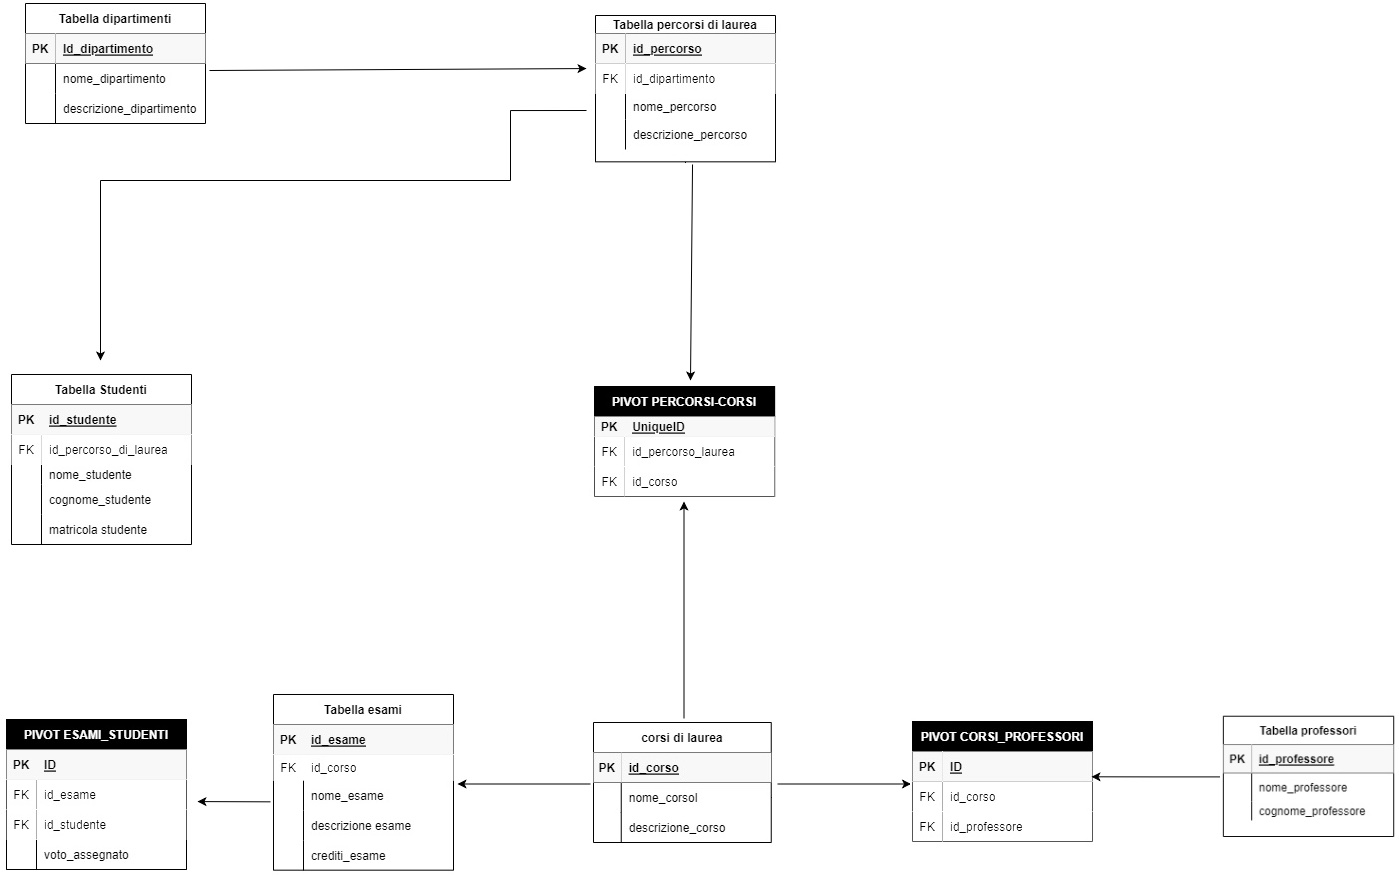 Tabella dipartimenti
PK Id_dipartimento
nome_dipartimento
descrizione_dipartimento
Tabella percorsi di laurea
PK id_percorso
FK id_dipartimento
nome_percorso
descrizione_percorso
Tabella Studenti
PK id_studente
FK id_percorso_di_laurea
nome_studente
cognome_studente
matricola studente
PIVOT PERCORSI-CORSI
PK UniqueID
FK id_percorso_laurea
FK id_corso
PIVOT ESAMI_STUDENTI
PK ID
FK id_esame
FK id_studente
voto_assegnato
Tabella esami
PK id_esame
FK id_corso
nome_esame
descrizione esame
crediti_esame
corsi di laurea
PK id_corso
nome_corsol
descrizione_corso
PIVOT CORSI_PROFESSORI
PK ID
FK id_corso
FK id_professore
Tabella professori
PK id_professore
nome_professore
cognome_professore